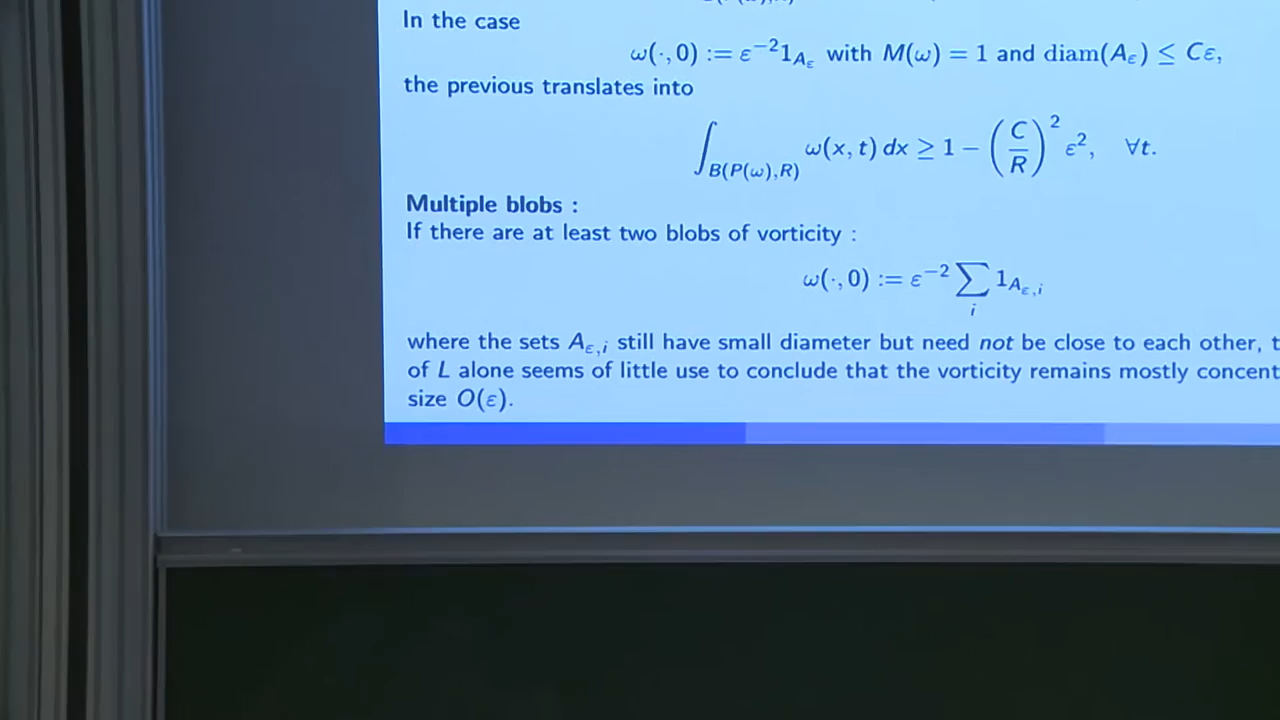 In the case
ω(·, 0) := ε⁻²1_{A_ε} with M(ω) = 1 and diam(A_ε) ≤ Cε,
the previous translates into
∫_{B(P(ω),R)} ω(x, t) dx ≥ 1 − (C/R)² ε², ∀t.
Multiple blobs :
If there are at least two blobs of vorticity :
ω(·, 0) := ε⁻² ∑_i 1_{A_{ε,i}}
where the sets A_{ε,i} still have small diameter but need not be close to each other,
of L alone seems of little use to conclude that the vorticity remains mostly concent
size O(ε).